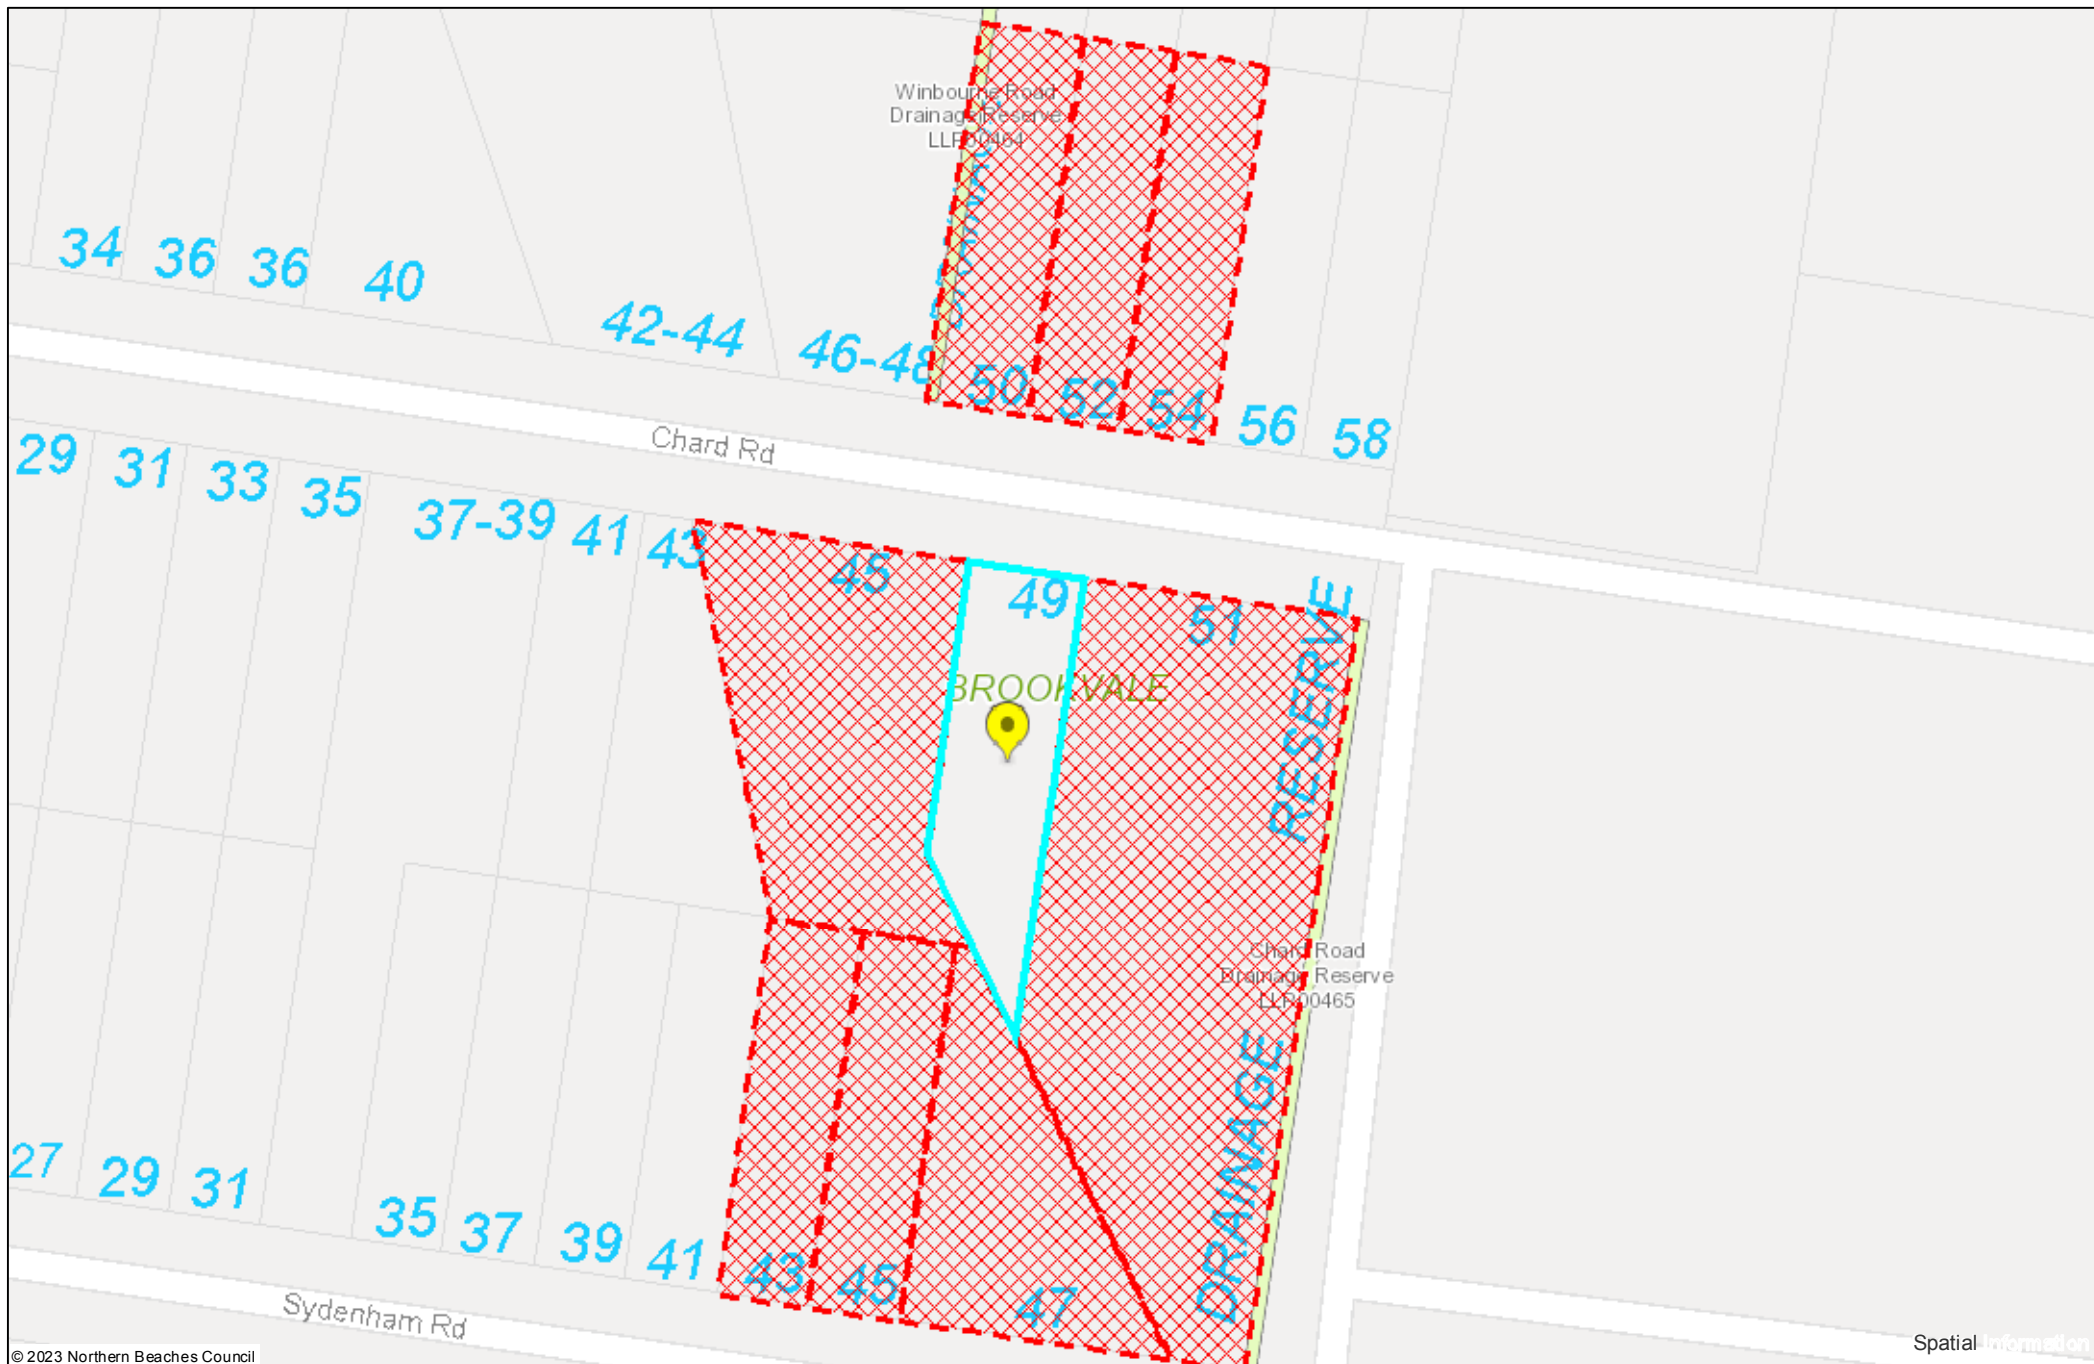 Winbourne Road
Drainage Reserve
LLP00464
34
36
36
40
42-44
46-48
50
52
54
56
58
Chard Rd
29
31
33
35
37-39
41
43
45
49
51
BROOKVALE
RESERVE
Chard Road
Drainage Reserve
LLP00465
DRAINAGE
27
29
31
35
37
39
41
43
45
47
Sydenham Rd
© 2023 Northern Beaches Council
Spatial Information